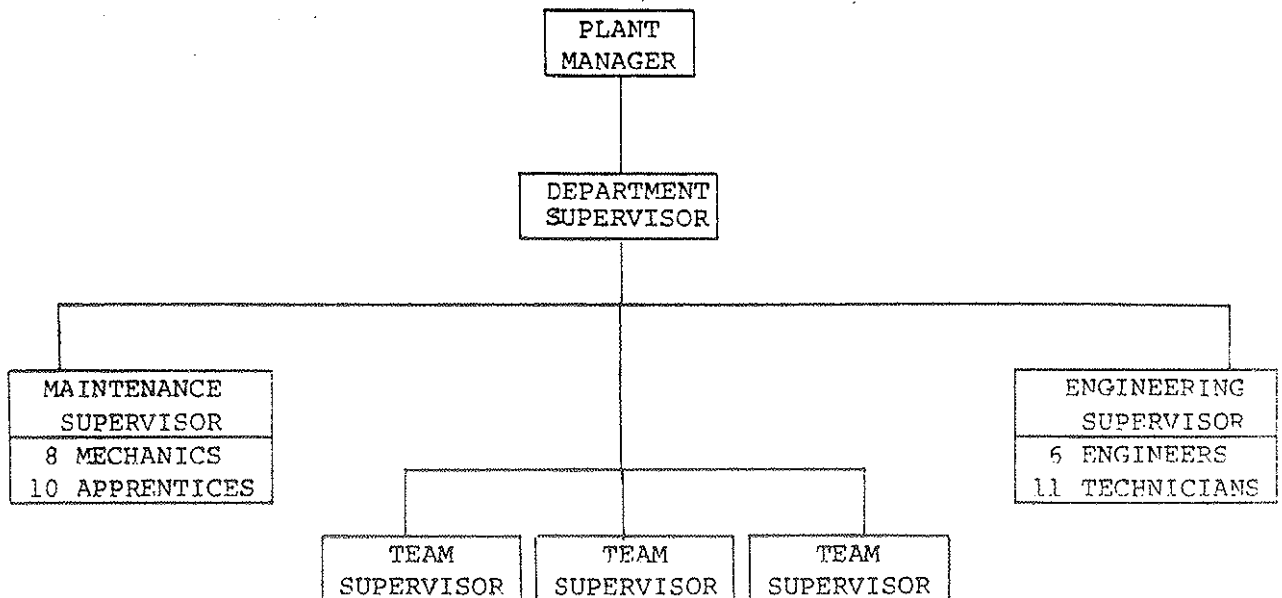 PLANT
MANAGER
DEPARTMENT
SUPERVISOR
MAINTENANCE
SUPERVISOR
8 MECHANICS
10 APPRENTICES
ENGINEERING
SUPERVISOR
6 ENGINEERS
11 TECHNICIANS
TEAM
SUPERVISOR
TEAM
SUPERVISOR
TEAM
SUPERVISOR